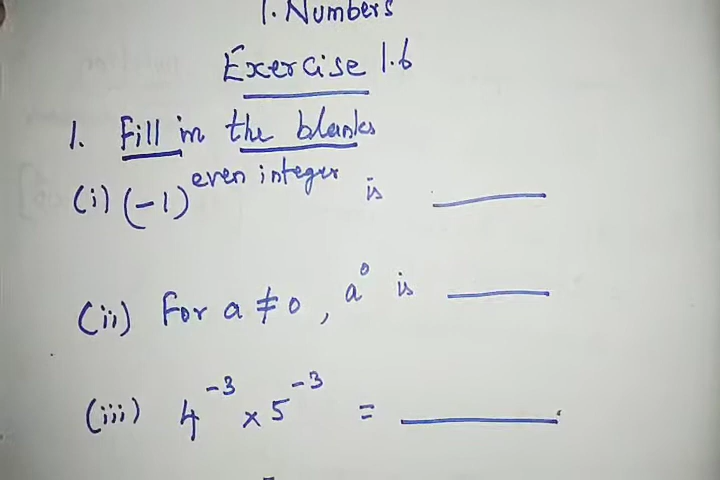 1. Numbers
Exercise 1.6
1. Fill in the blanks
(i) (-1)^even integer is ______
(ii) For a ≠ 0, a⁰ is ______
(iii) 4⁻³ × 5⁻³ = ______